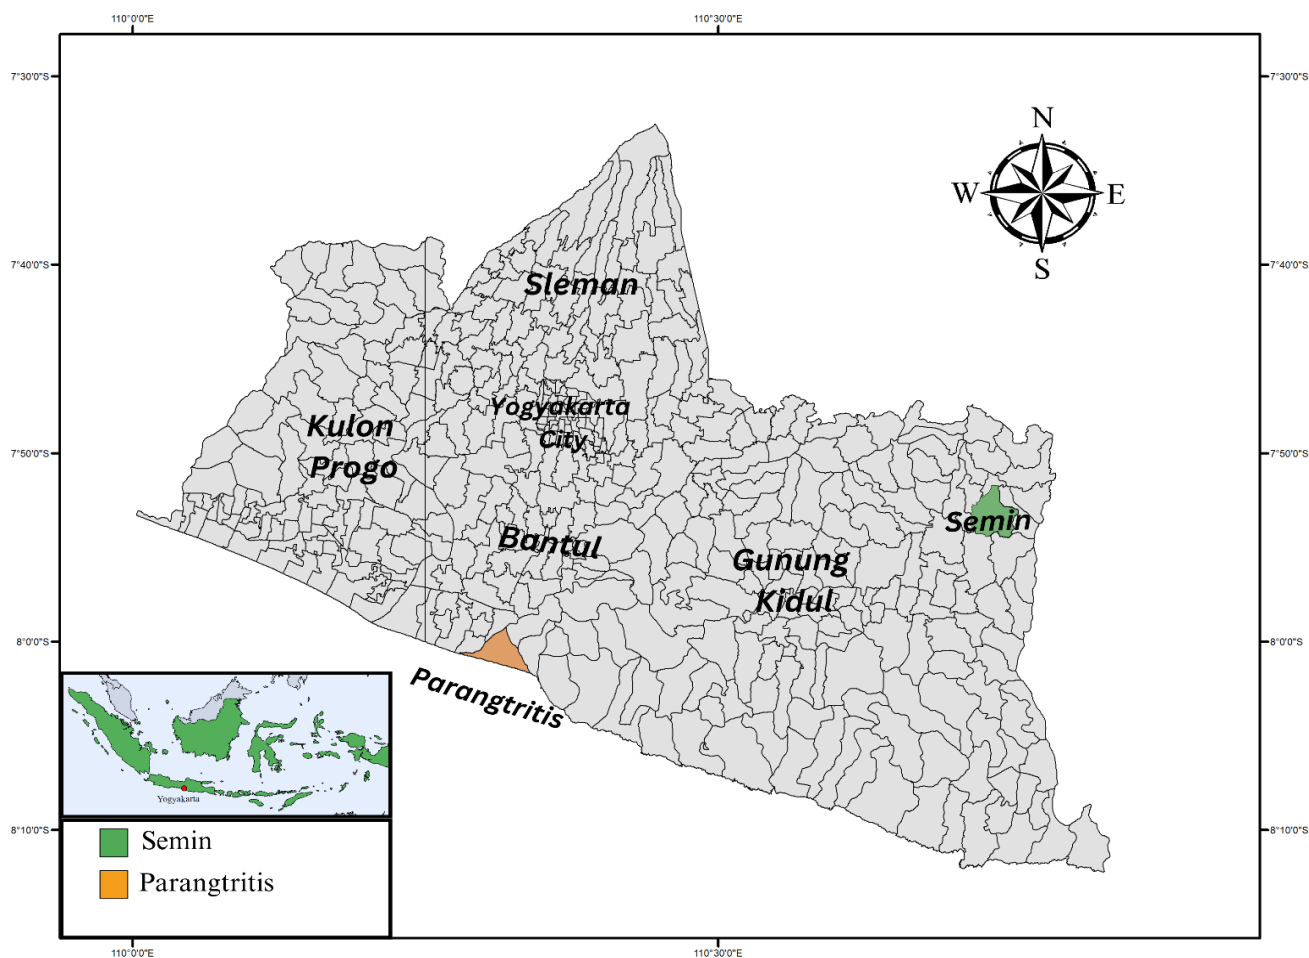 110°0'0"E
110°30'0"E
7°30'0"S
7°30'0"S
N
W
E
S
7°40'0"S
7°40'0"S
Sleman
Yogyakarta
City
Kulon
Progo
7°50'0"S
7°50'0"S
Semin
Bantul
Gunung
Kidul
8°0'0"S
8°0'0"S
Parangtritis
Yogyakarta
8°10'0"S
8°10'0"S
Semin
Parangtritis
110°0'0"E
110°30'0"E